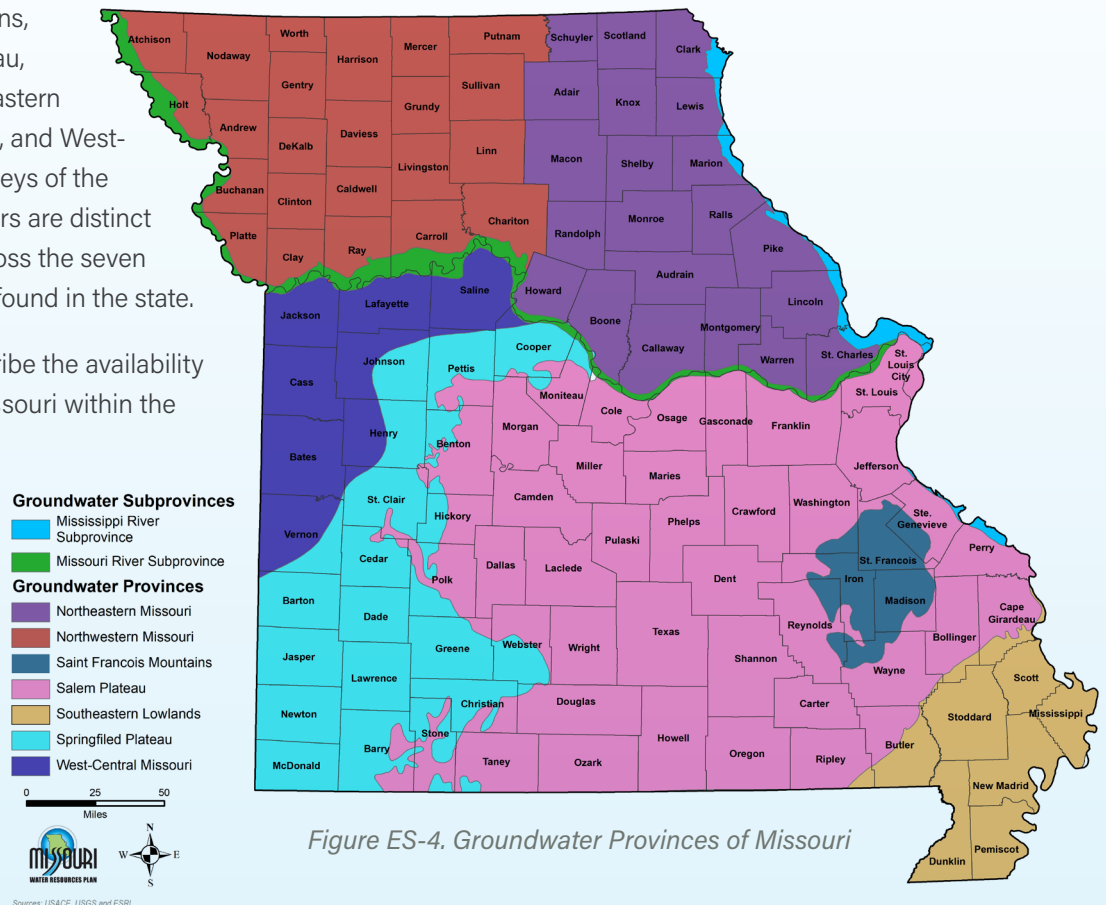 ns,
au,
astern
, and West-
leys of the
rs are distinct
oss the seven
found in the state.
ribe the availability
ssouri within the
Groundwater Subprovinces
Mississippi River
Subprovince
Missouri River Subprovince
Groundwater Provinces
Northeastern Missouri
Northwestern Missouri
Saint Francois Mountains
Salem Plateau
Southeastern Lowlands
Springfiled Plateau
West-Central Missouri
0 25 50
Miles
MISSOURI
WATER RESOURCES PLAN
N
W E
S
Sources: USACE, USGS and ESRI
Atchison
Nodaway
Worth
Harrison
Mercer
Putnam
Schuyler
Scotland
Clark
Holt
Gentry
Sullivan
Adair
Knox
Lewis
Andrew
DeKalb
Daviess
Grundy
Livingston
Linn
Macon
Shelby
Marion
Buchanan
Clinton
Caldwell
Chariton
Randolph
Monroe
Ralls
Platte
Clay
Ray
Carroll
Pike
Audrain
Jackson
Lafayette
Saline
Howard
Boone
Callaway
Montgomery
Lincoln
Warren
St. Charles
St.
Louis
City
St. Louis
Cass
Johnson
Pettis
Cooper
Moniteau
Cole
Osage
Gasconade
Franklin
Jefferson
Bates
Henry
Benton
Morgan
Miller
Maries
Vernon
St. Clair
Hickory
Camden
Pulaski
Phelps
Crawford
Washington
Ste.
Genevieve
Perry
Cedar
Polk
Dallas
Laclede
Dent
Iron
St. Francois
Madison
Barton
Dade
Greene
Webster
Wright
Texas
Shannon
Reynolds
Wayne
Bollinger
Cape
Girardeau
Jasper
Lawrence
Christian
Douglas
Howell
Carter
Butler
Stoddard
Scott
Mississippi
Newton
Barry
Stone
Taney
Ozark
Oregon
Ripley
McDonald
New Madrid
Pemiscot
Dunklin
Figure ES-4. Groundwater Provinces of Missouri